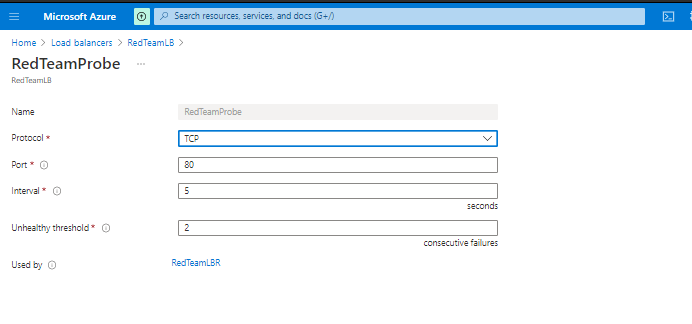 Microsoft Azure
Search resources, services, and docs (G+/)
Home > Load balancers > RedTeamLB >
RedTeamProbe ...
RedTeamLB
Name
RedTeamProbe
Protocol *
TCP
Port *
80
Interval *
5
seconds
Unhealthy threshold *
2
consecutive failures
Used by
RedTeamLBR